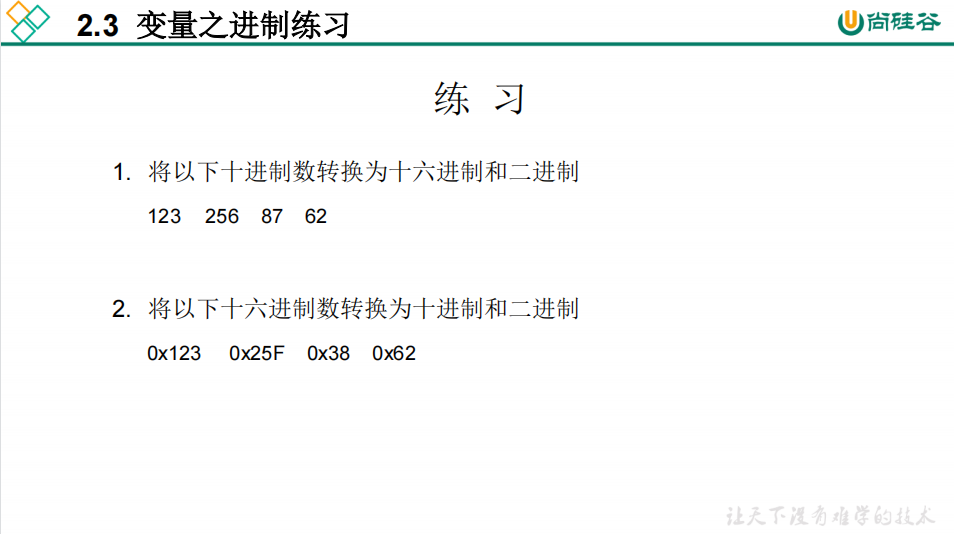 2.3 变量之进制练习
尚硅谷
练 习
1. 将以下十进制数转换为十六进制和二进制
123 256 87 62
2. 将以下十六进制数转换为十进制和二进制
0x123 0x25F 0x38 0x62
让天下没有难学的技术